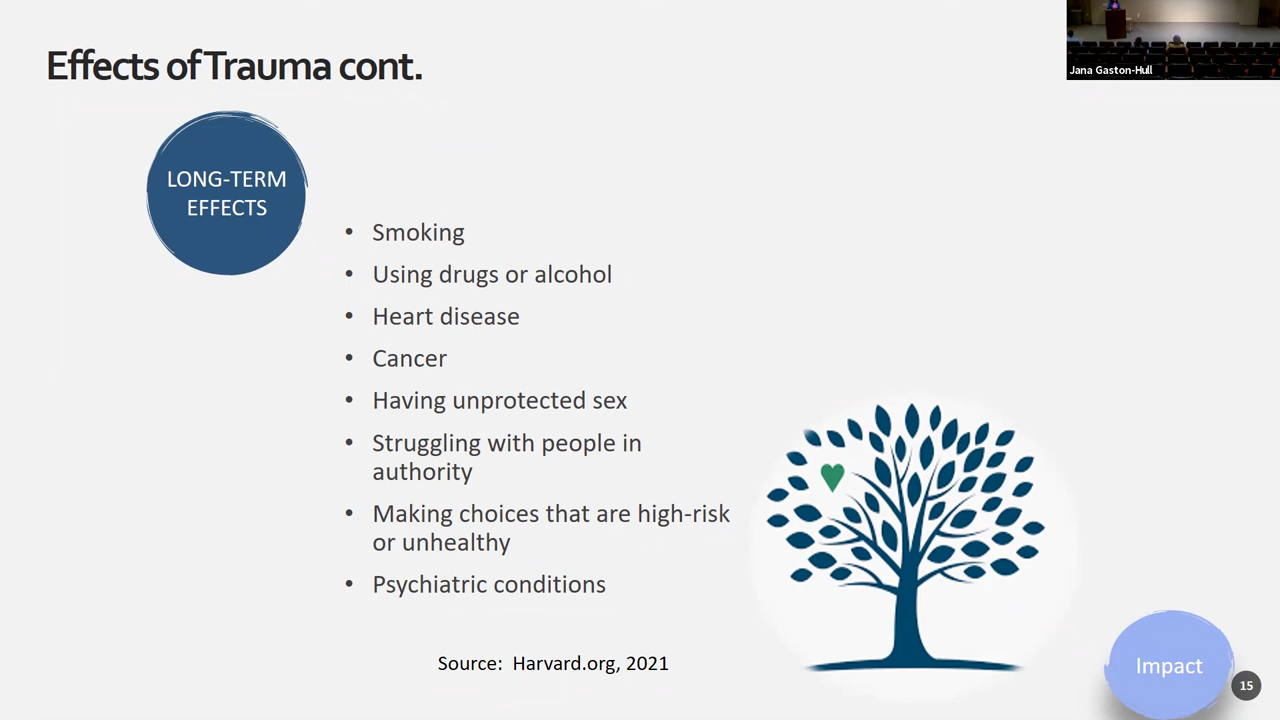 Effects of Trauma cont.
Jana Gaston-Hull
LONG-TERM
EFFECTS
• Smoking
• Using drugs or alcohol
• Heart disease
• Cancer
• Having unprotected sex
• Struggling with people in
authority
• Making choices that are high-risk
or unhealthy
• Psychiatric conditions
Source:  Harvard.org, 2021
Impact
15